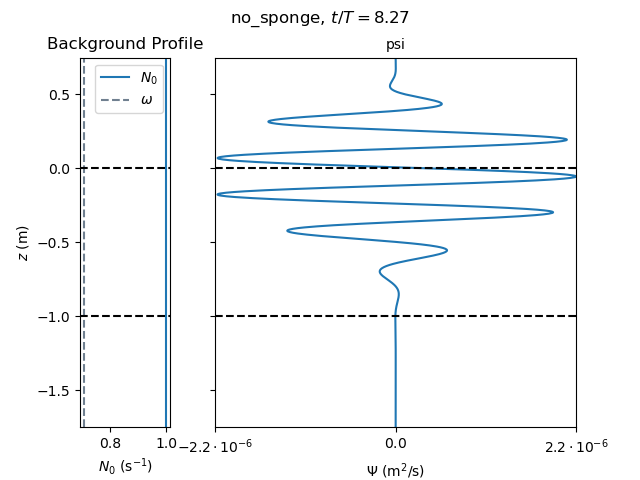 no_sponge, t/T = 8.27
Background Profile
psi
N₀
ω
0.5
0.0
−0.5
−1.0
−1.5
z (m)
0.8
1.0
−2.2 · 10⁻⁶
0.0
2.2 · 10⁻⁶
N₀ (s⁻¹)
Ψ (m²/s)